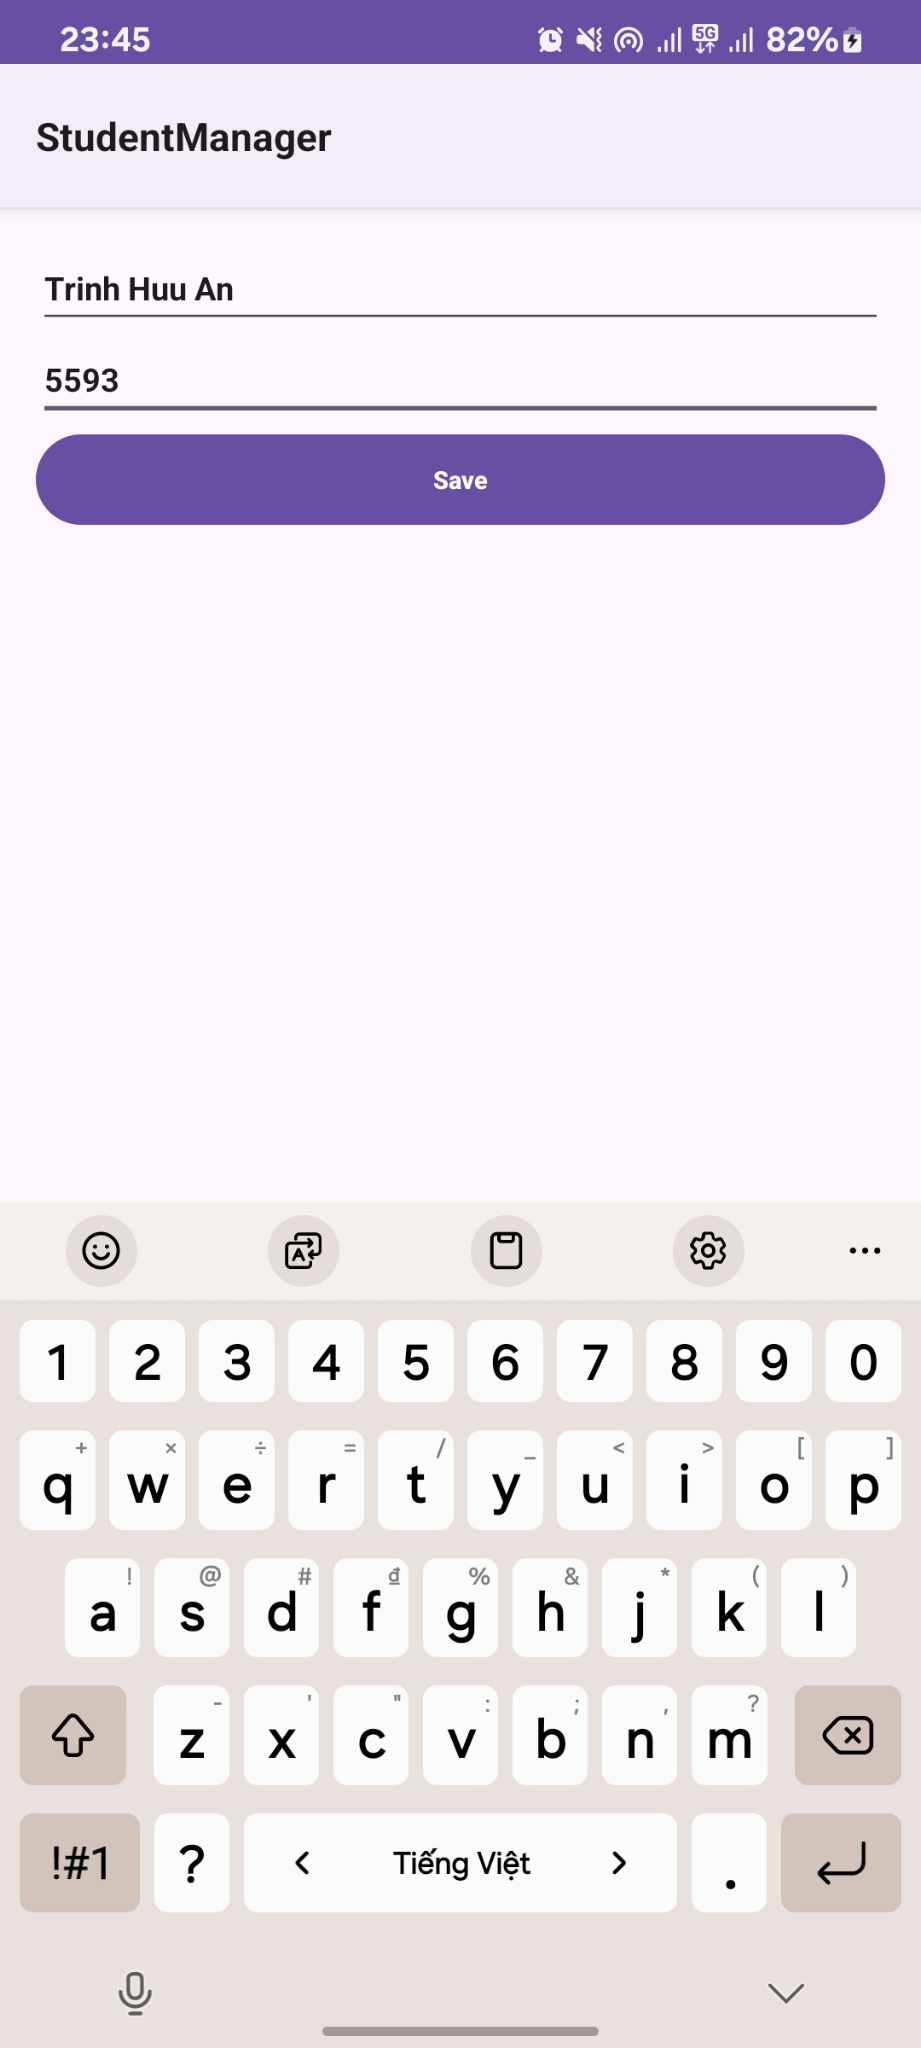 23:45 5G 82%
StudentManager
Trinh Huu An
5593
Save
1 2 3 4 5 6 7 8 9 0
+ × ÷ = / _ < > [ ]
q w e r t y u i o p
! @ # ₫ % & * ( )
a s d f g h j k l
- ' " : ; , ?
z x c v b n m
!#1 ? < Tiếng Việt > .